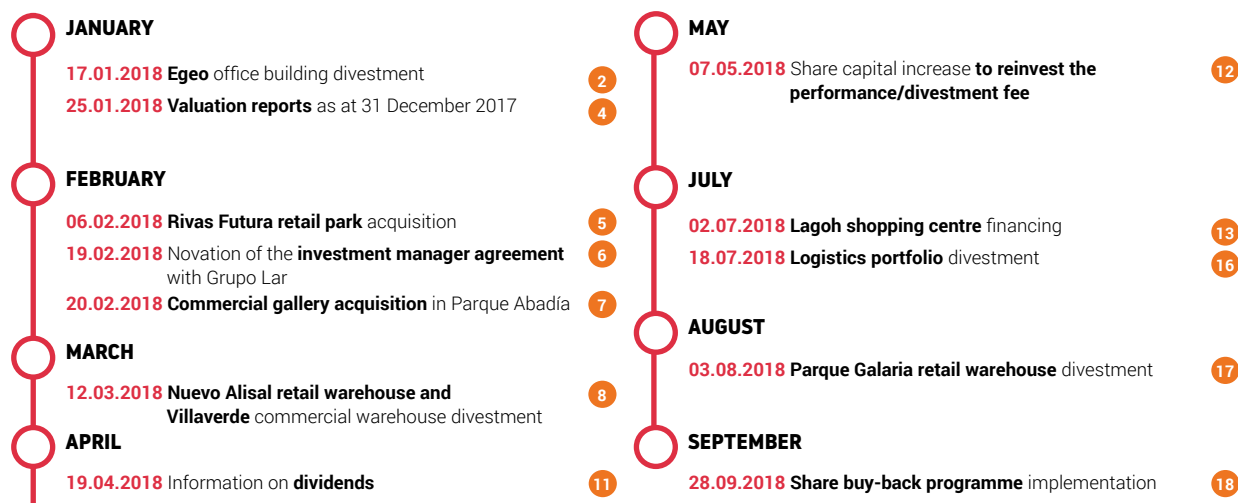 JANUARY
17.01.2018 Egeo office building divestment 2
25.01.2018 Valuation reports as at 31 December 2017 4
FEBRUARY
06.02.2018 Rivas Futura retail park acquisition 5
19.02.2018 Novation of the investment manager agreement 6
with Grupo Lar
20.02.2018 Commercial gallery acquisition in Parque Abadía 7
MARCH
12.03.2018 Nuevo Alisal retail warehouse and 8
Villaverde commercial warehouse divestment
APRIL
19.04.2018 Information on dividends 11
MAY
07.05.2018 Share capital increase to reinvest the 12
performance/divestment fee
JULY
02.07.2018 Lagoh shopping centre financing 13
18.07.2018 Logistics portfolio divestment 16
AUGUST
03.08.2018 Parque Galaria retail warehouse divestment 17
SEPTEMBER
28.09.2018 Share buy-back programme implementation 18